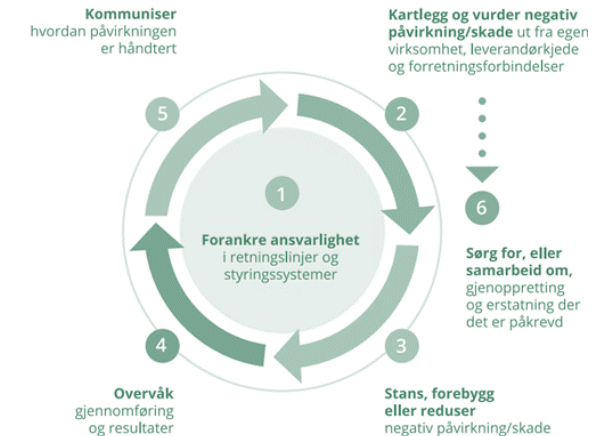 Kommuniser
hvordan påvirkningen
er håndtert
Kartlegg og vurder negativ
påvirkning/skade ut fra egen
virksomhet, leverandørkjede
og forretningsforbindelser
5
2
1
Forankre ansvarlighet
i retningslinjer og
styringssystemer
6
Sørg for, eller
samarbeid om,
gjenoppretting
og erstatning der
det er påkrevd
4
3
Overvåk
gjennomføring
og resultater
Stans, forebygg
eller reduser
negativ påvirkning/skade